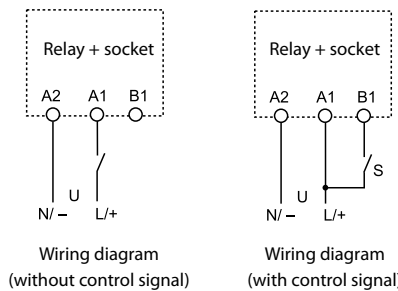 Relay + socket
A2 A1 B1
U
N/ – L/+
Wiring diagram
(without control signal)
Relay + socket
A2 A1 B1
S
U
N/ – L/+
Wiring diagram
(with control signal)